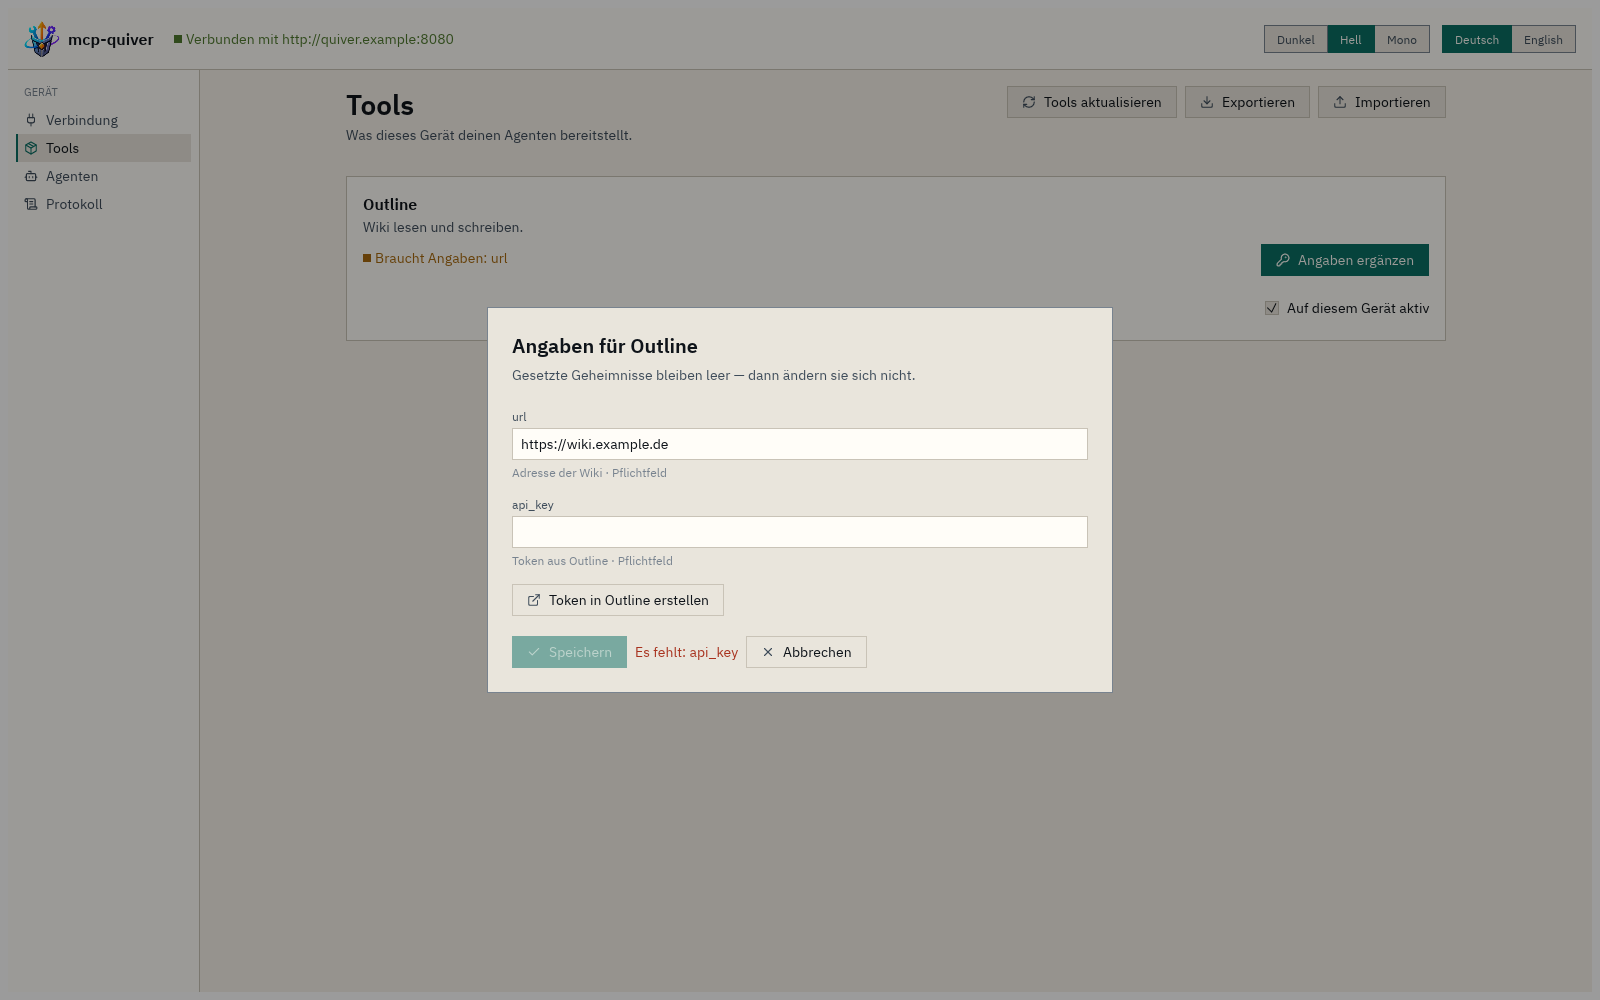 mcp-quiver
Verbunden mit http://quiver.example:8080
Dunkel Hell Mono Deutsch English
GERÄT
Verbindung
Tools
Agenten
Protokoll
Tools
Was dieses Gerät deinen Agenten bereitstellt.
Tools aktualisieren Exportieren Importieren
Outline
Wiki lesen und schreiben.
Braucht Angaben: url
Angaben ergänzen
Auf diesem Gerät aktiv
Angaben für Outline
Gesetzte Geheimnisse bleiben leer — dann ändern sie sich nicht.
url
https://wiki.example.de
Adresse der Wiki · Pflichtfeld
api_key
Token aus Outline · Pflichtfeld
Token in Outline erstellen
Speichern Es fehlt: api_key Abbrechen